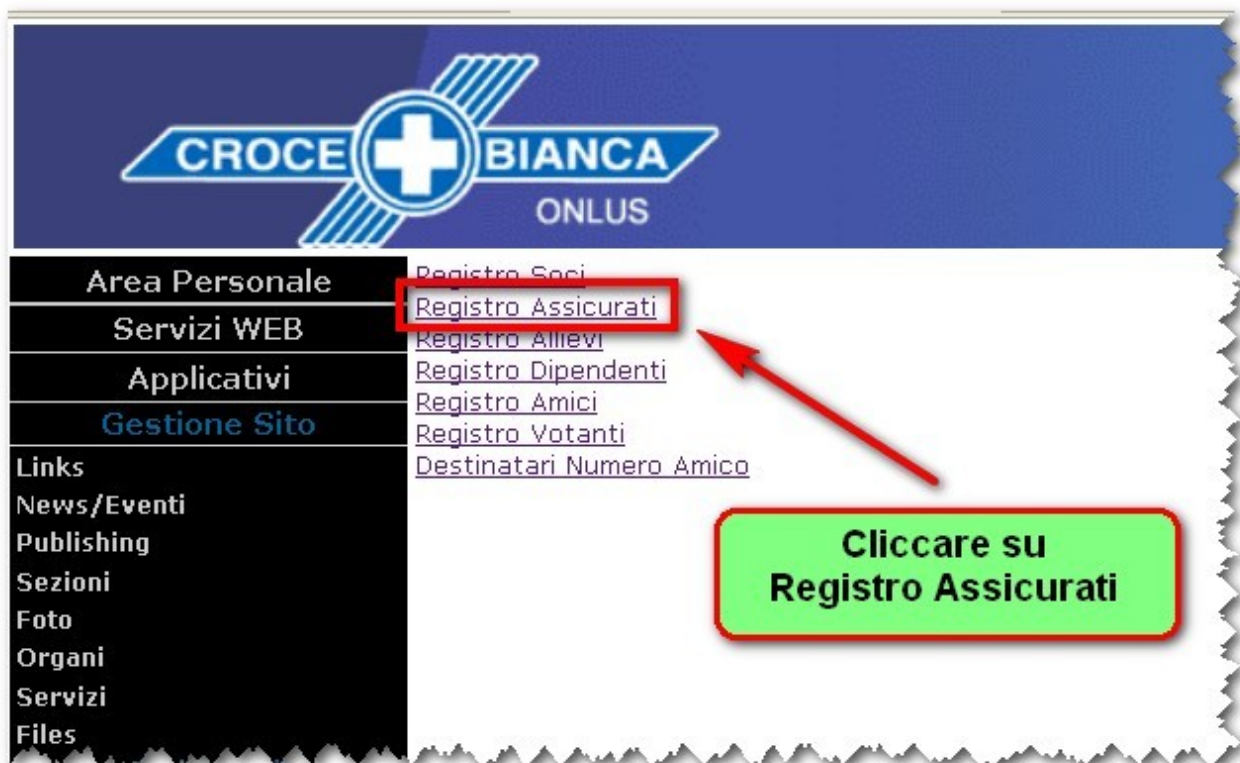 CROCE BIANCA
ONLUS
Area Personale
Servizi WEB
Applicativi
Gestione Sito
Links
News/Eventi
Publishing
Sezioni
Foto
Organi
Servizi
Files
Registro Soci
Registro Assicurati
Registro Allievi
Registro Dipendenti
Registro Amici
Registro Votanti
Destinatari Numero Amico
Cliccare su
Registro Assicurati